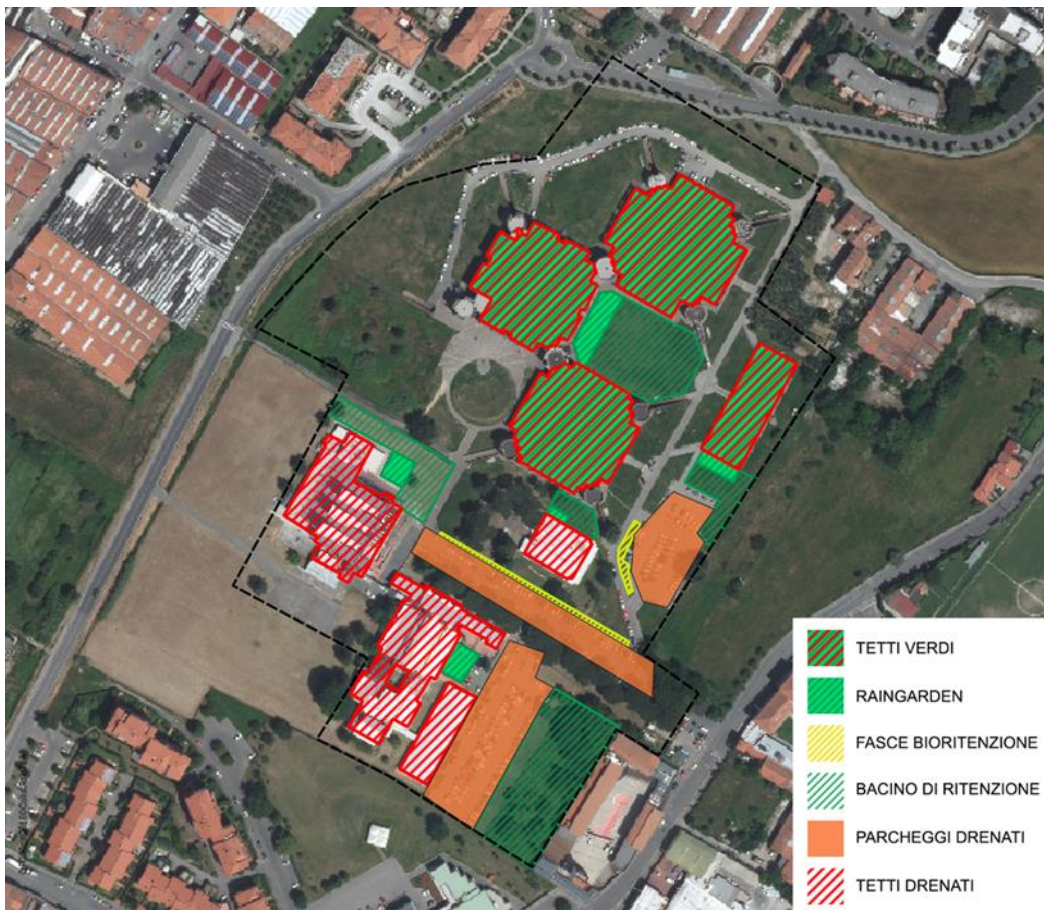 TETTI VERDI
RAINGARDEN
FASCE BIORITENZIONE
BACINO DI RITENZIONE
PARCHEGGI DRENATI
TETTI DRENATI